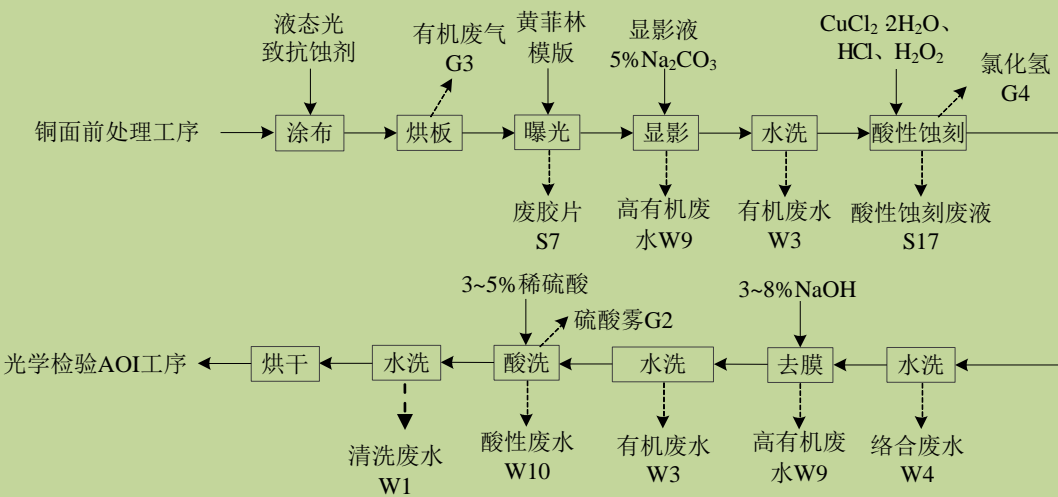 液态光
致抗蚀剂
有机废气
G3
黄菲林
模版
显影液
5%Na₂CO₃
CuCl₂ 2H₂O、
HCl、H₂O₂
氯化氢
G4
铜面前处理工序
涂布
烘板
曝光
显影
水洗
酸性蚀刻
废胶片
S7
高有机废
水W9
有机废水
W3
酸性蚀刻废液
S17
3~5%稀硫酸
硫酸雾G2
3~8%NaOH
光学检验AOI工序
烘干
水洗
酸洗
水洗
去膜
水洗
清洗废水
W1
酸性废水
W10
有机废水
W3
高有机废
水W9
络合废水
W4